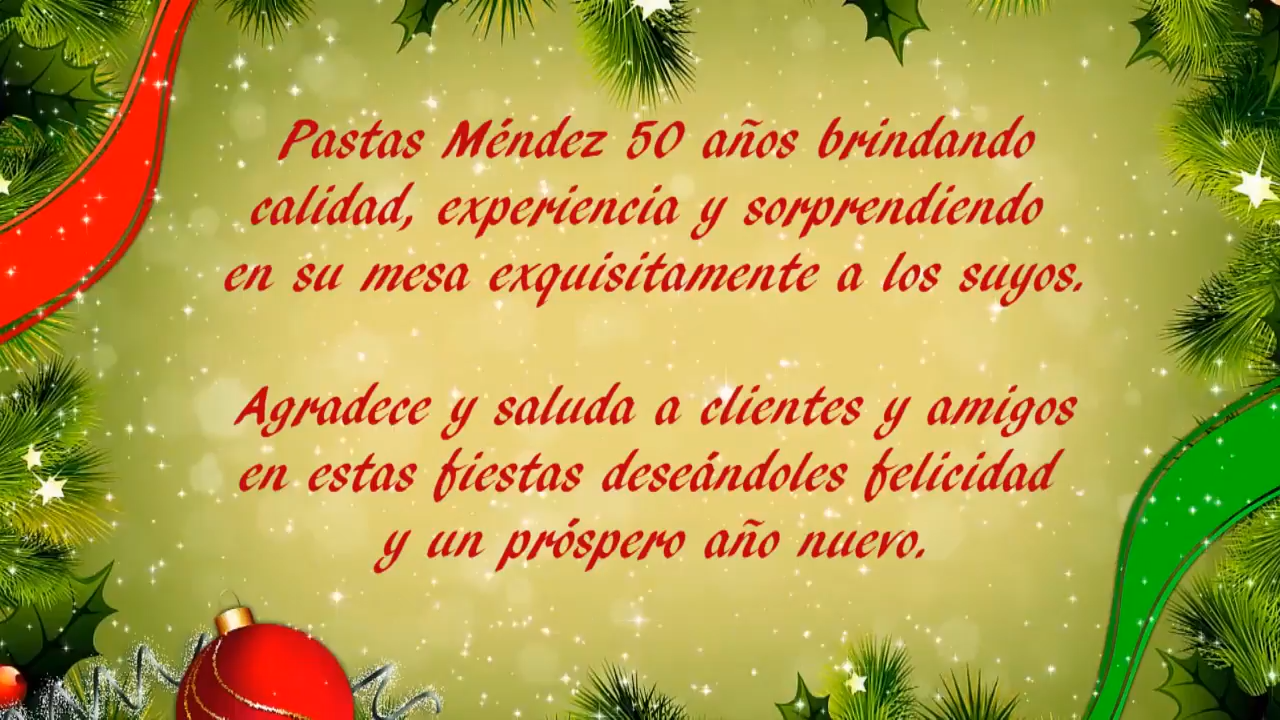 Pastas Méndez 50 años brindando
calidad, experiencia y sorprendiendo
en su mesa exquisitamente a los suyos.
Agradece y saluda a clientes y amigos
en estas fiestas deseándoles felicidad
y un próspero año nuevo.